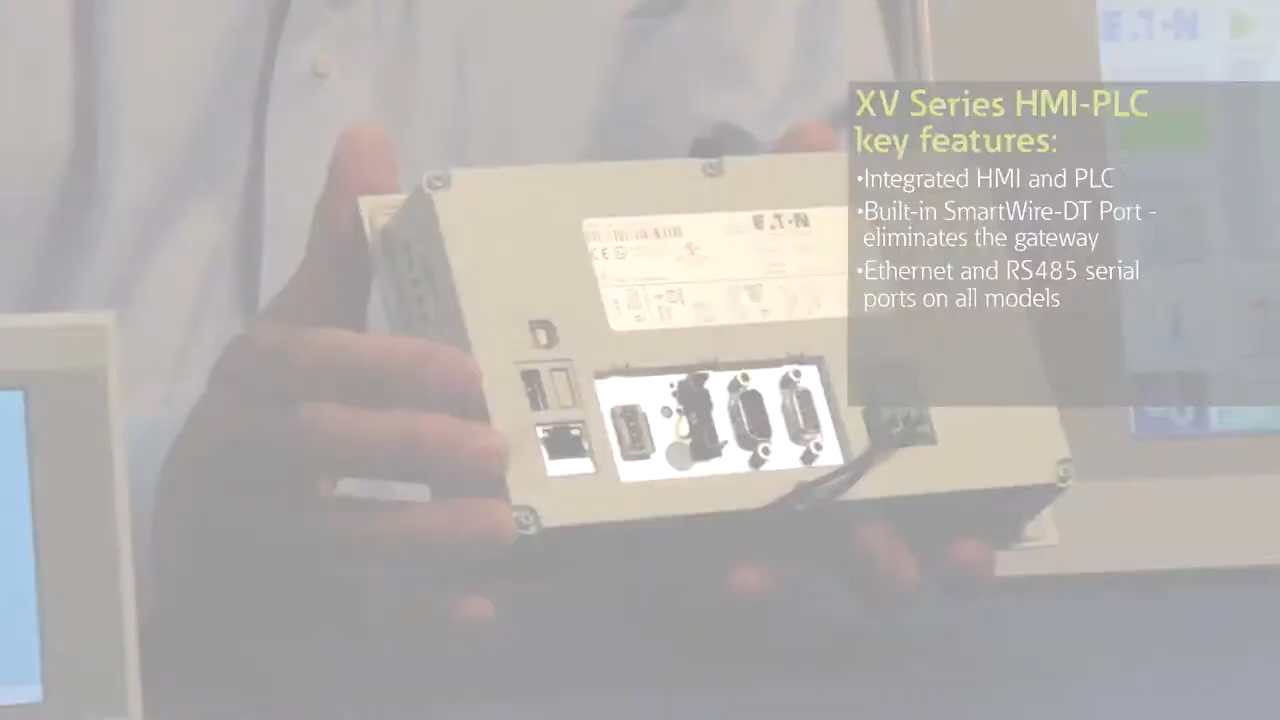 E.T.N
XV Series HMI-PLC
key features:
•Integrated HMI and PLC
•Built-in SmartWire-DT Port -
eliminates the gateway
•Ethernet and RS485 serial
ports on all models
E.T.N
CE